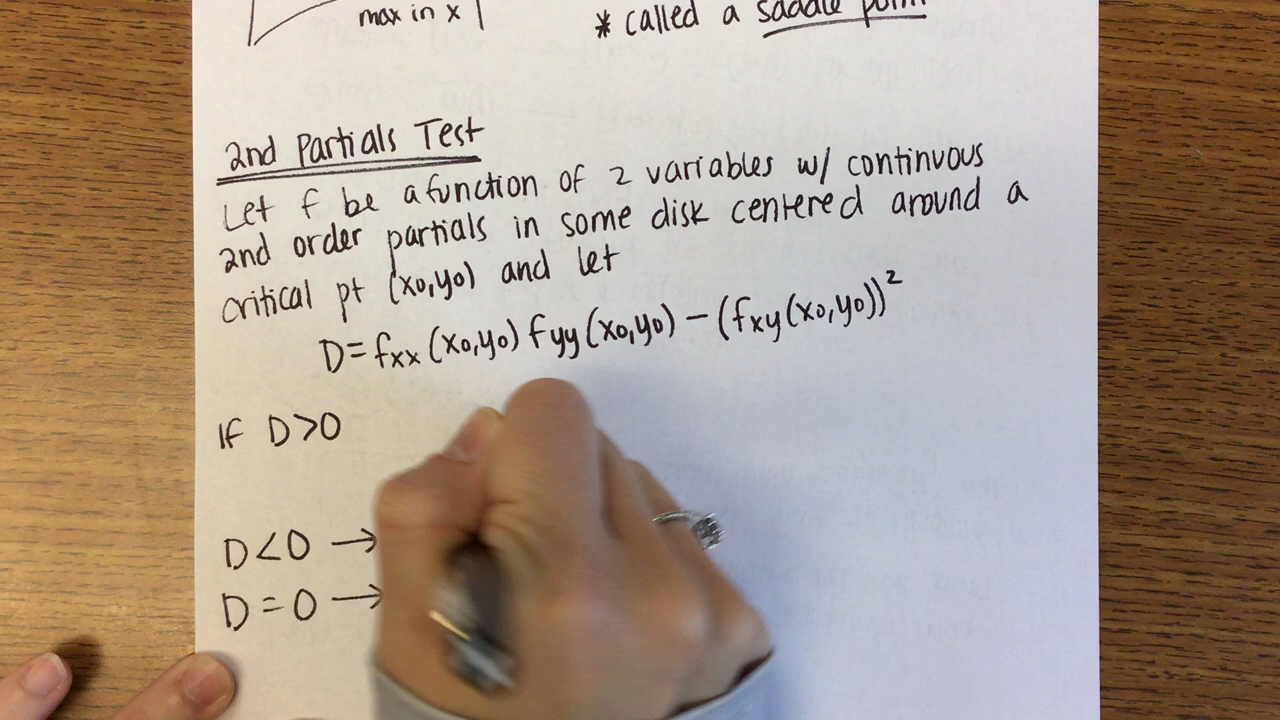 max in x
* called a saddle point
2nd Partials Test
Let f be a function of 2 variables w/ continuous
2nd order partials in some disk centered around a
critical pt (x0,y0) and let
D=fxx(x0,y0)fyy(x0,y0)-(fxy(x0,y0))²
If D>0
D<0 →
D=0 →